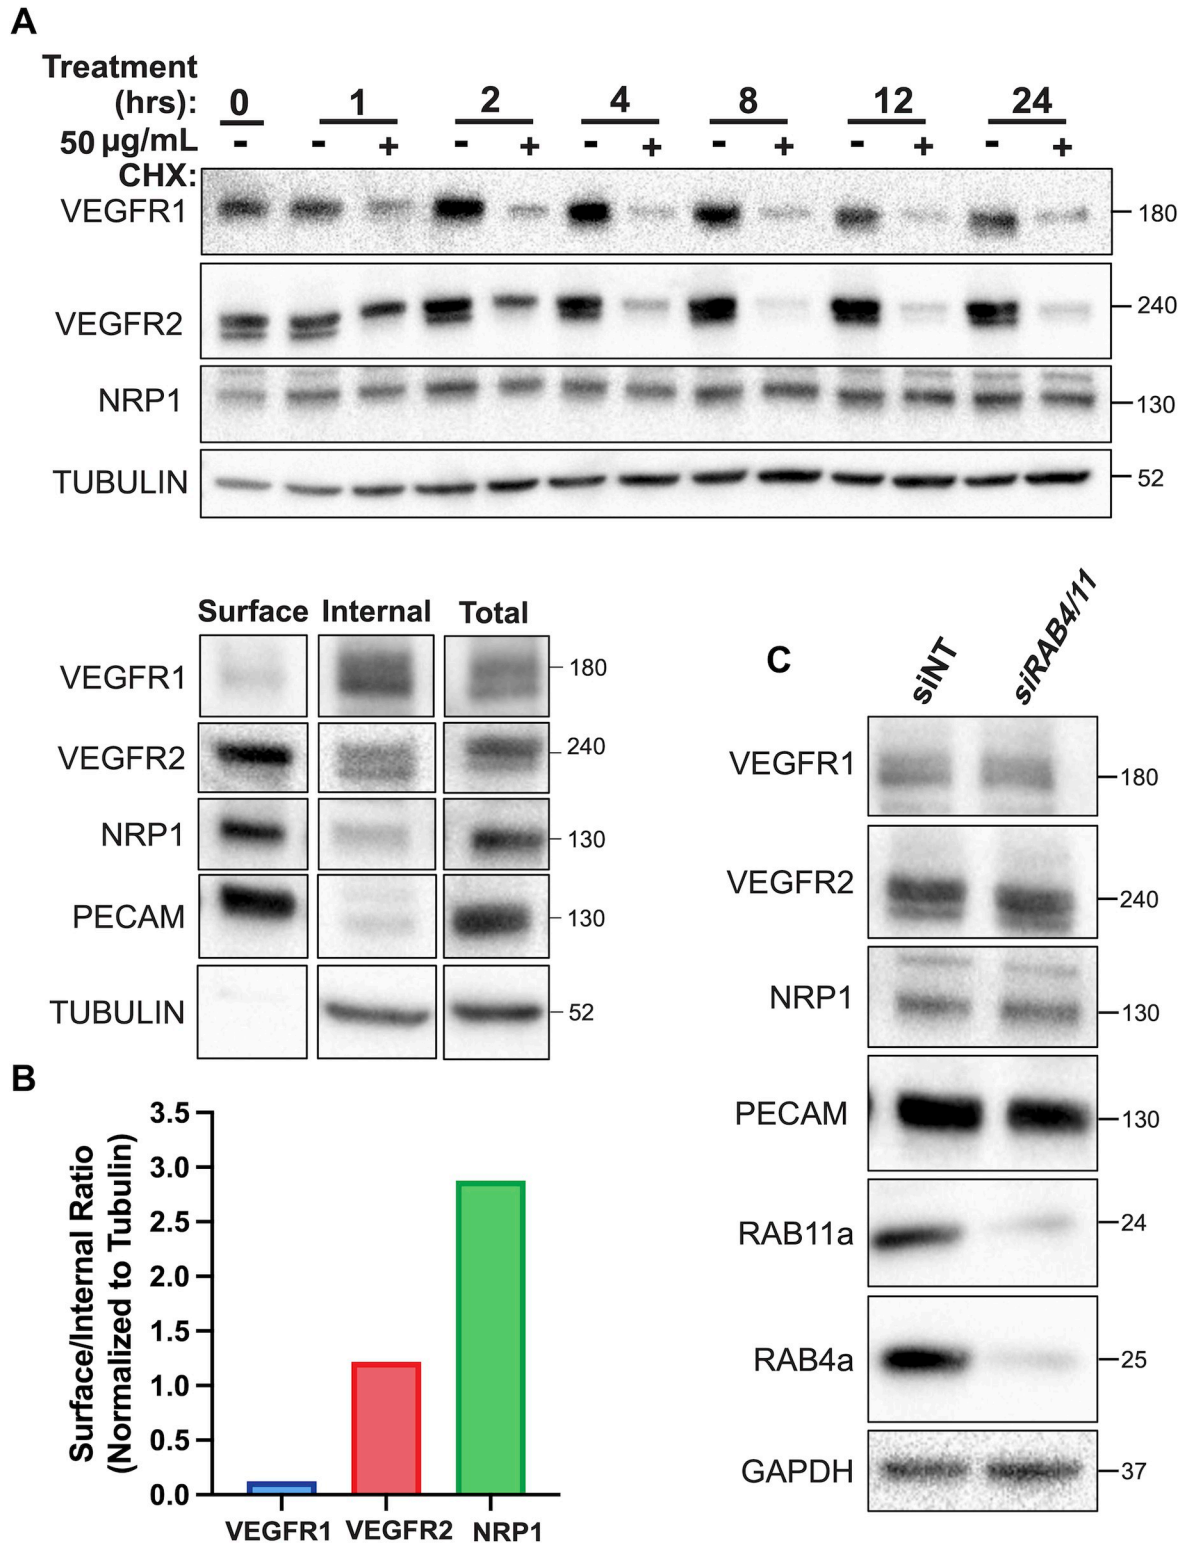 A
Treatment
(hrs): 0 1 2 4 8 12 24
50 µg/mL - - + - + - + - + - + - +
CHX:
VEGFR1 180
VEGFR2 240
NRP1 130
TUBULIN 52
Surface Internal Total
VEGFR1 180
VEGFR2 240
NRP1 130
PECAM 130
TUBULIN 52
B
Surface/Internal Ratio
(Normalized to Tubulin)
3.5
3.0
2.5
2.0
1.5
1.0
0.5
0.0
VEGFR1 VEGFR2 NRP1
C
siNT siRAB4/11
VEGFR1 180
VEGFR2 240
NRP1 130
PECAM 130
RAB11a 24
RAB4a 25
GAPDH 37